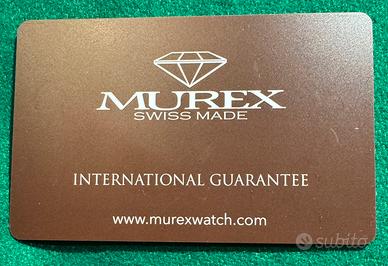 MUREX
SWISS MADE
INTERNATIONAL GUARANTEE
www.murexwatch.com
subito